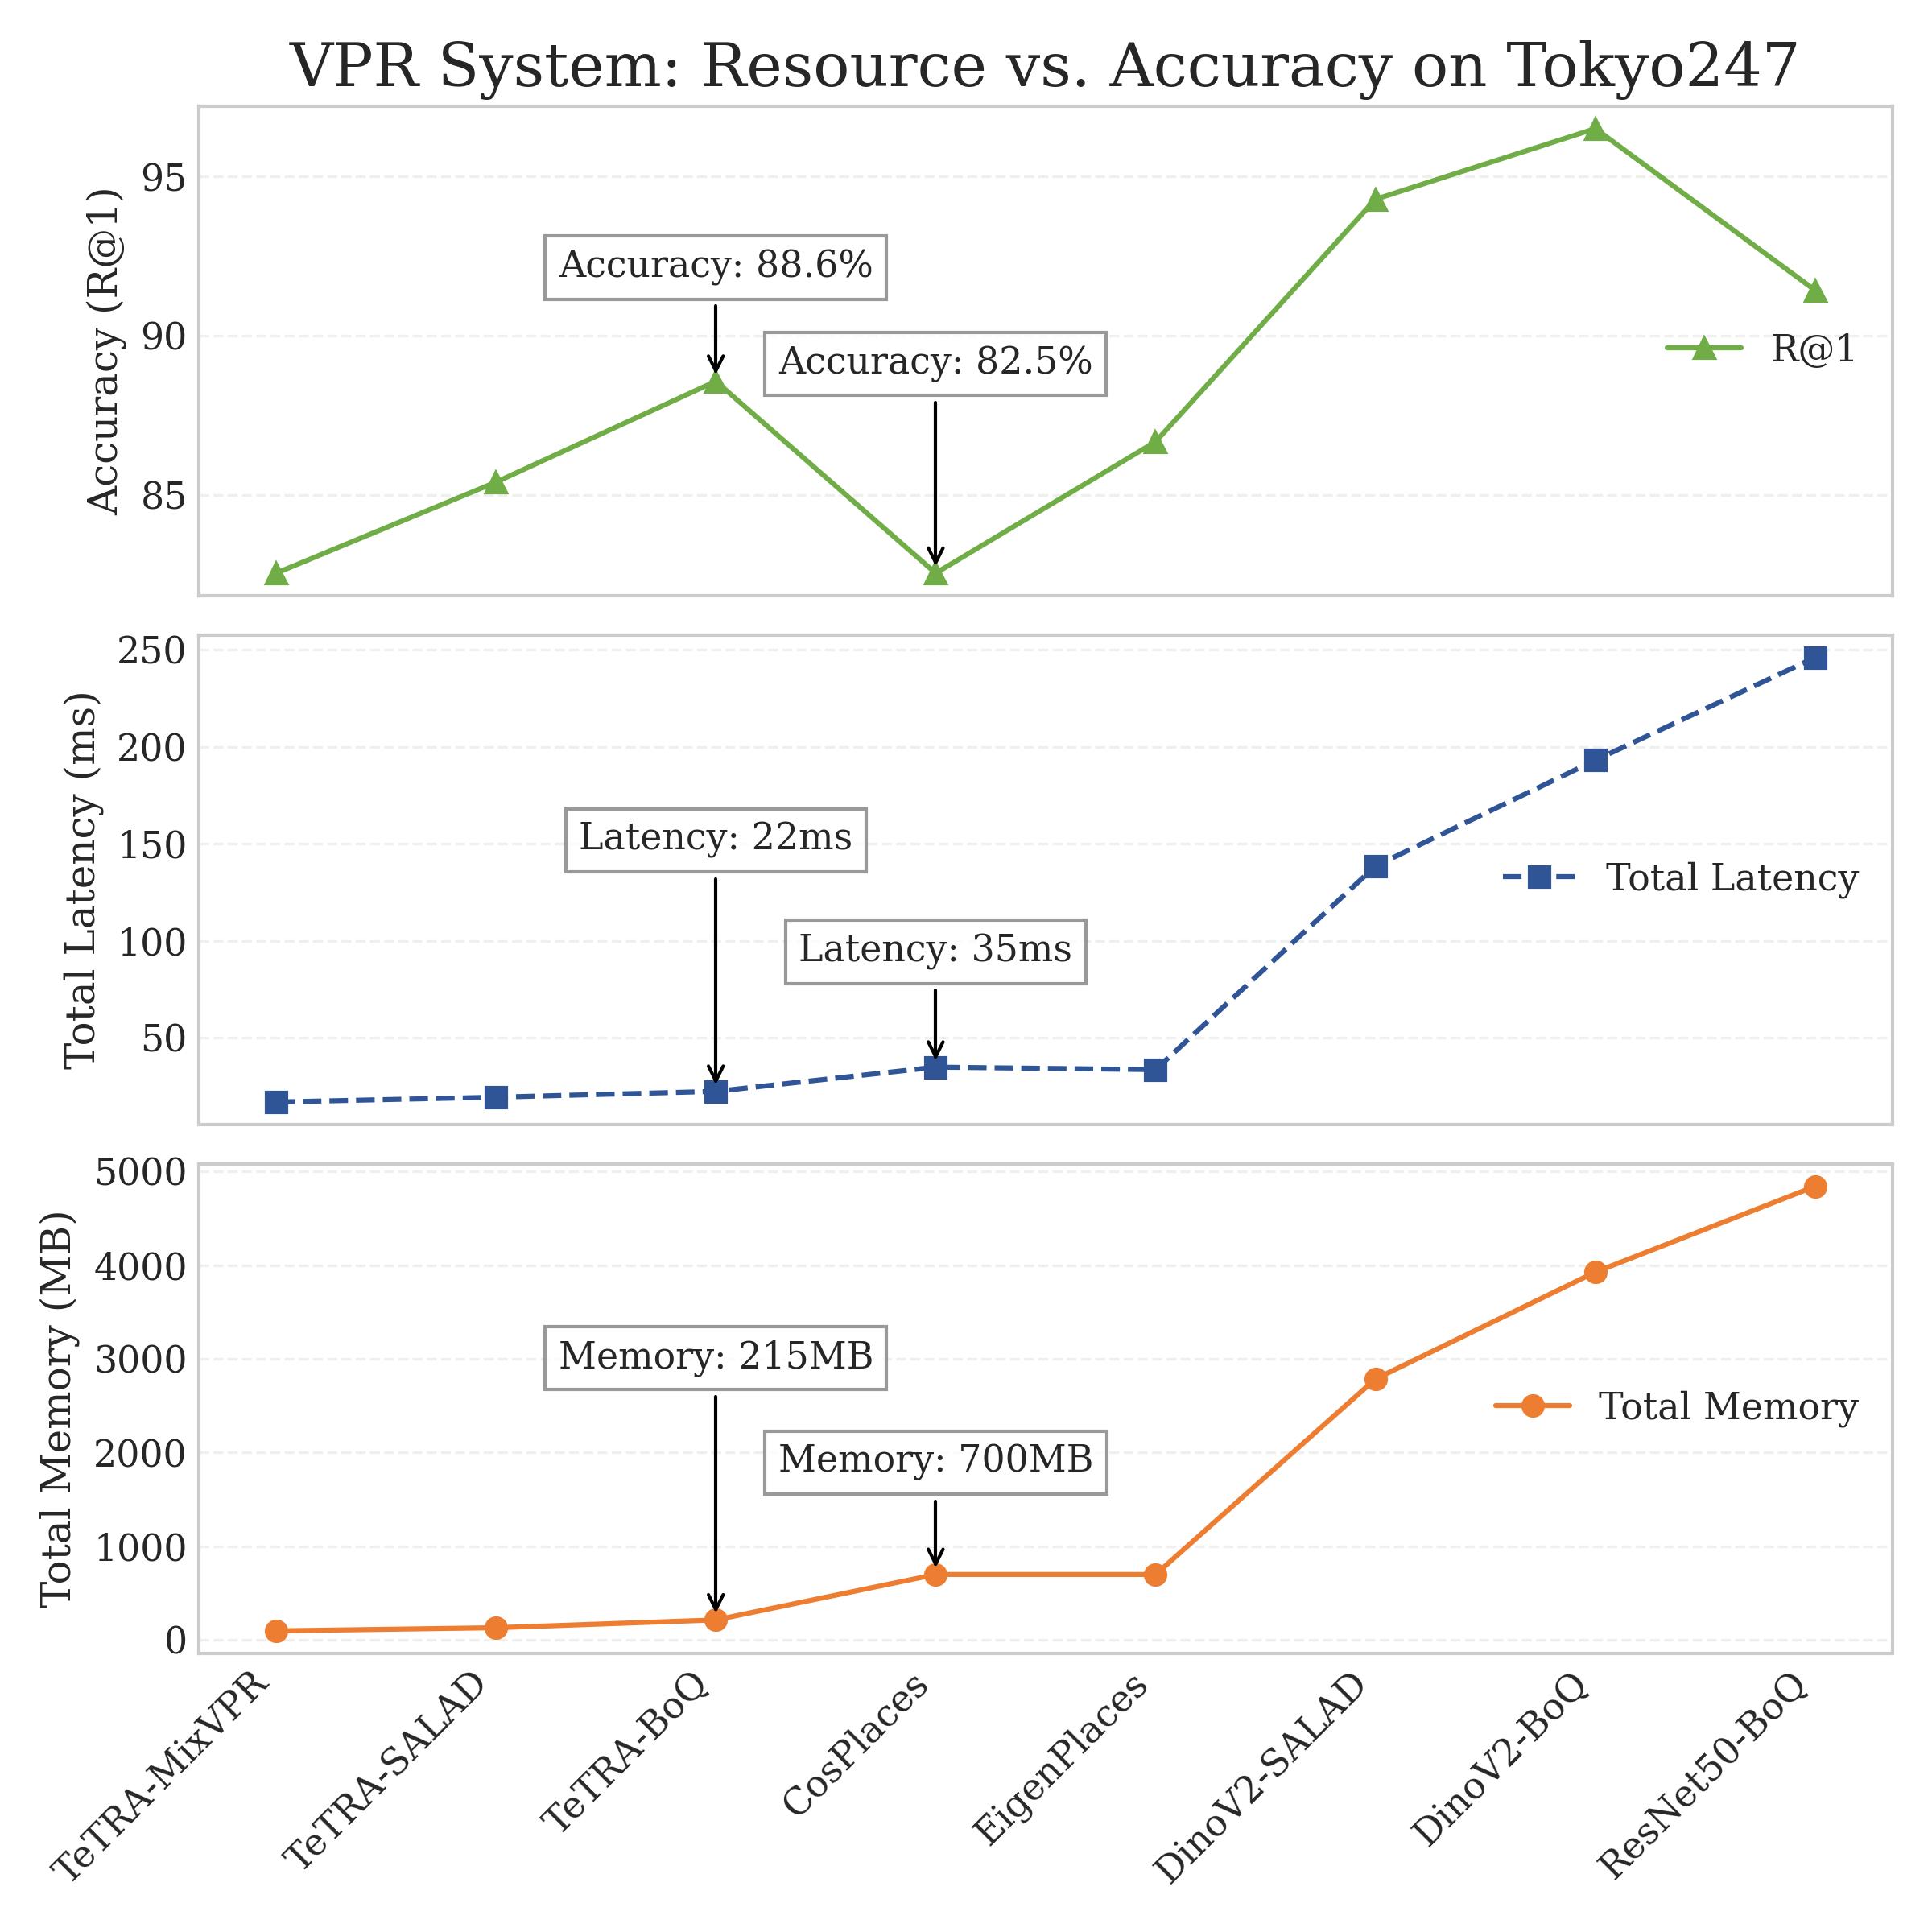 VPR System: Resource vs. Accuracy on Tokyo247
Accuracy (R@1)
95
90
85
Accuracy: 88.6%
Accuracy: 82.5%
R@1
Total Latency (ms)
250
200
150
100
50
Latency: 22ms
Latency: 35ms
Total Latency
Total Memory (MB)
5000
4000
3000
2000
1000
0
Memory: 215MB
Memory: 700MB
Total Memory
TeTRA-MixVPR
TeTRA-SALAD
TeTRA-BoQ
CosPlaces
EigenPlaces
DinoV2-SALAD
DinoV2-BoQ
ResNet50-BoQ